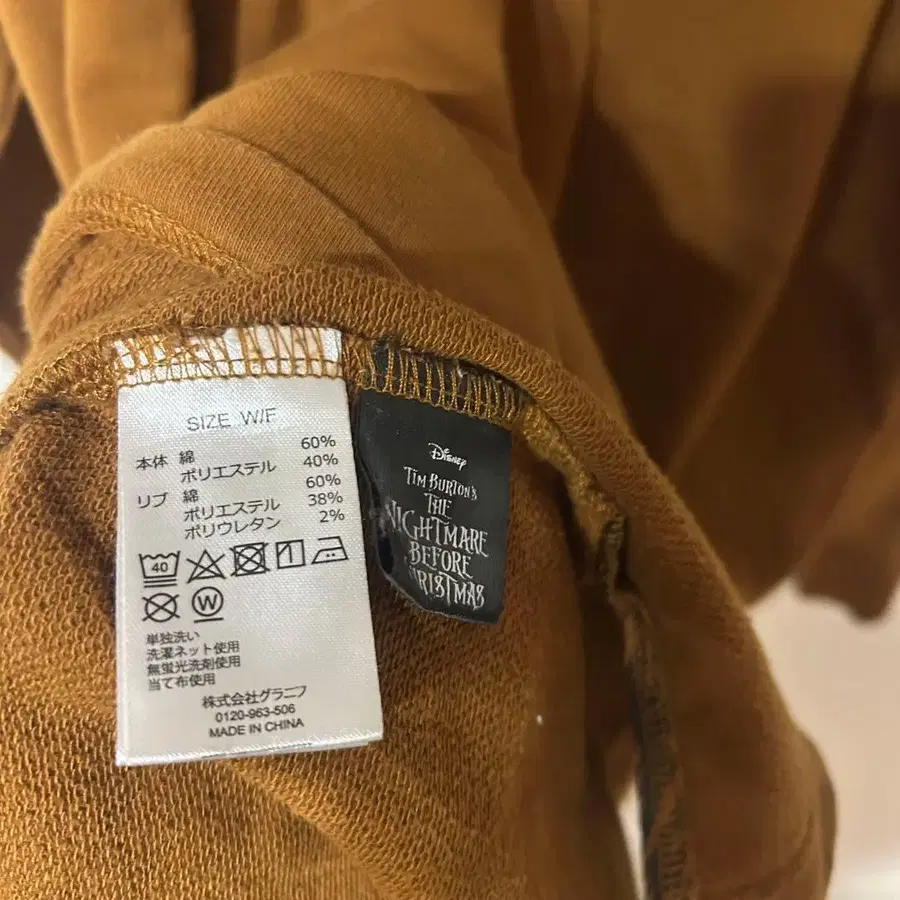 SIZE W/F
本体 綿 60%
ポリエステル 40%
リブ 綿 60%
ポリエステル 38%
ポリウレタン 2%
40
W
単独洗い
洗濯ネット使用
無蛍光洗剤使用
当て布使用
株式会社グラニフ
0120-963-506
MADE IN CHINA
Disney
TIM BURTON'S
THE
NIGHTMARE
BEFORE
CHRISTMAS